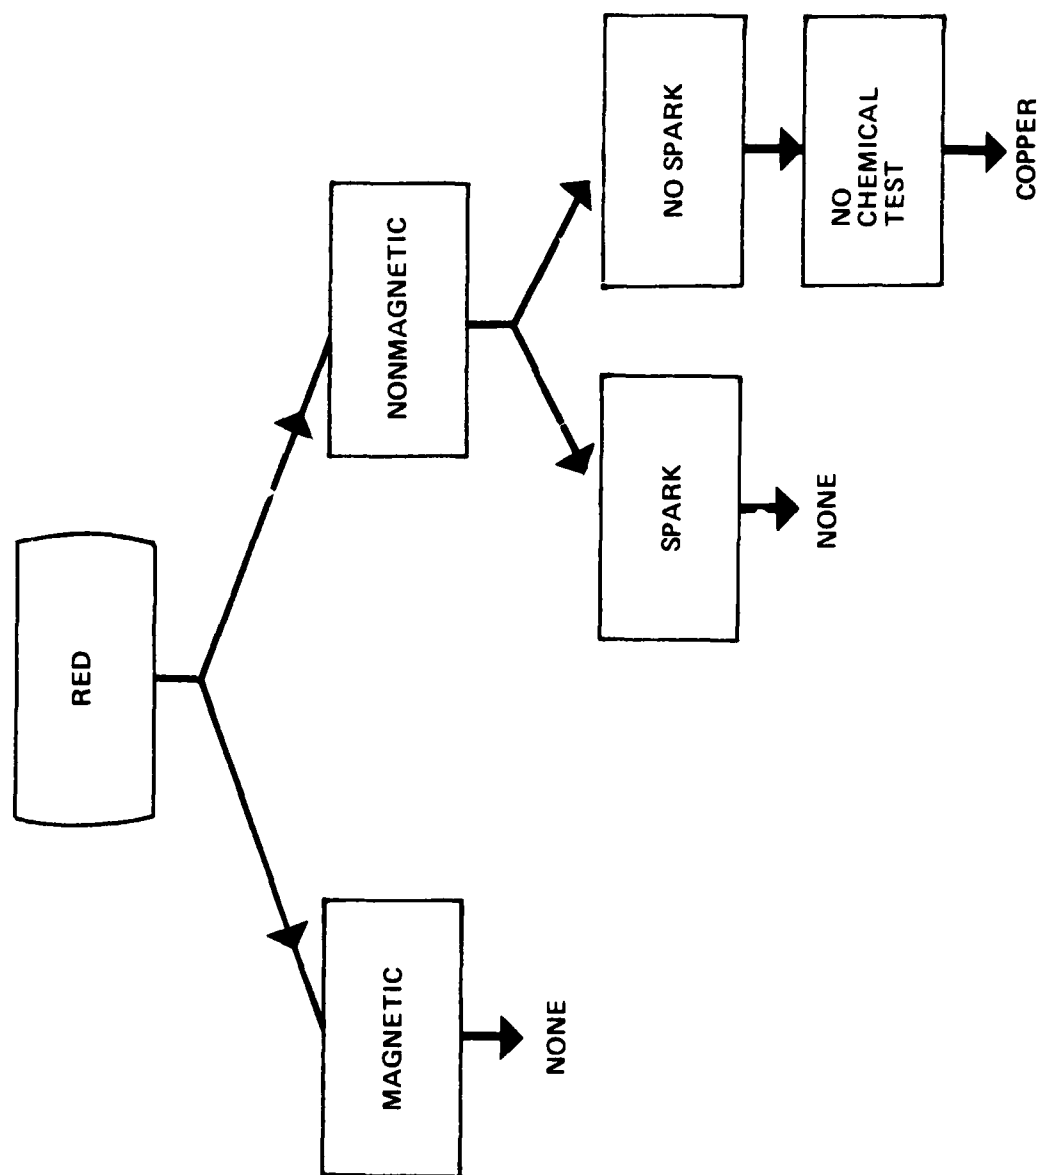 RED
MAGNETIC
NONMAGNETIC
NONE
SPARK
NO SPARK
NONE
NO
CHEMICAL
TEST
COPPER